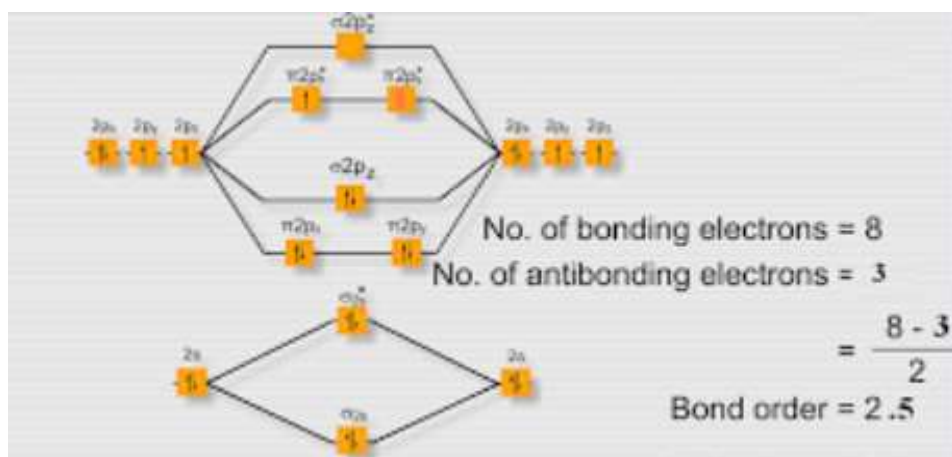 σ2p*z
π2p*x π2p*y
2px 2py 2pz 2px 2py 2pz
σ2pz
π2px π2py
No. of bonding electrons = 8
No. of antibonding electrons = 3
σ*2s
= 8 - 3
2
2s 2s
Bond order = 2.5
σ2s